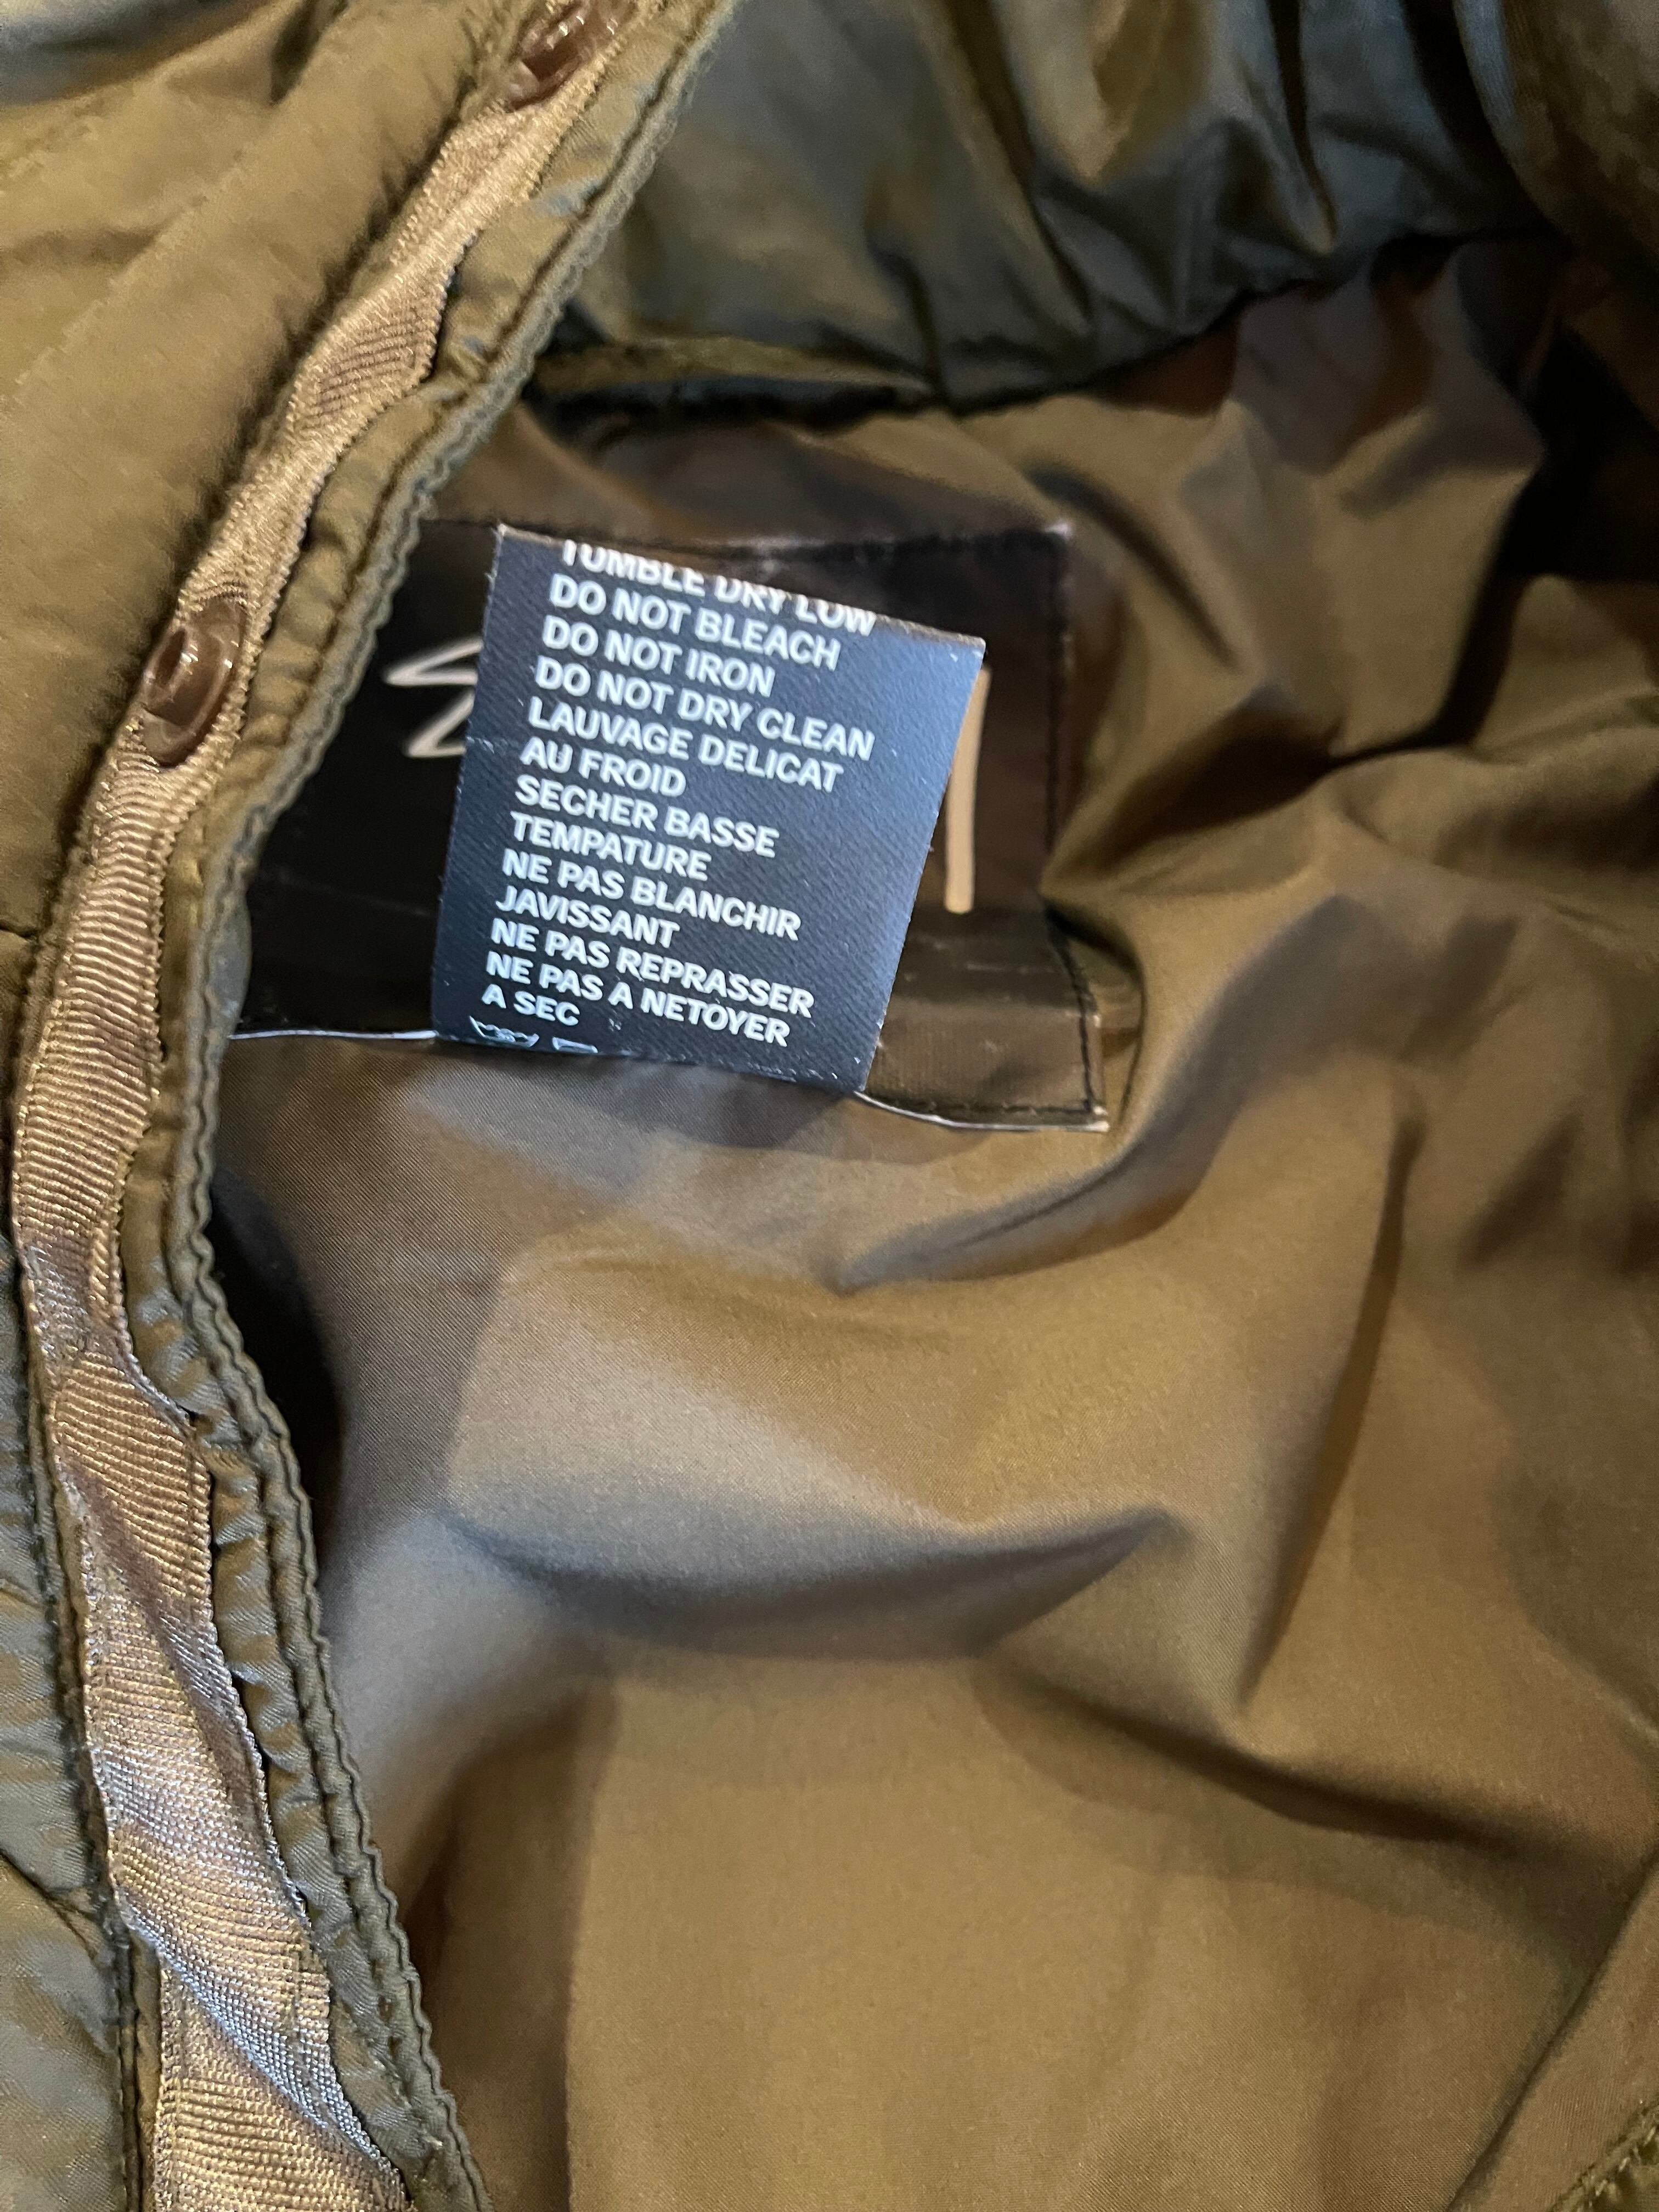 TUMBLE DRY LOW
DO NOT BLEACH
DO NOT IRON
DO NOT DRY CLEAN
LAUVAGE DELICAT
AU FROID
SECHER BASSE
TEMPATURE
NE PAS BLANCHIR
JAVISSANT
NE PAS REPRASSER
NE PAS A NETOYER
A SEC